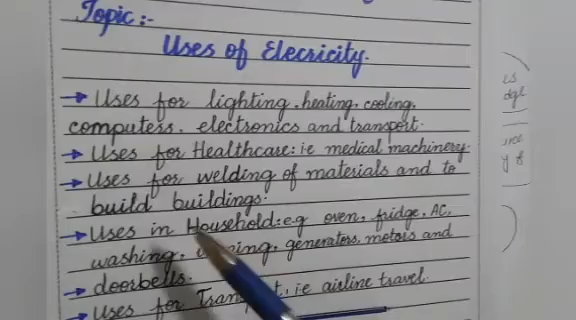 Topic:-
Uses of Elecricity.
→ Uses for lighting, heating, cooling,
computers, electronics and transport.
→ Uses for Healthcare: ie medical machinery.
→ Uses for welding of materials and to
build buildings.
→ Uses in Household: e.g oven, fridge, AC,
washing, generators, motors and
→ doorbells.
→ Uses for Transport, ie airline travel